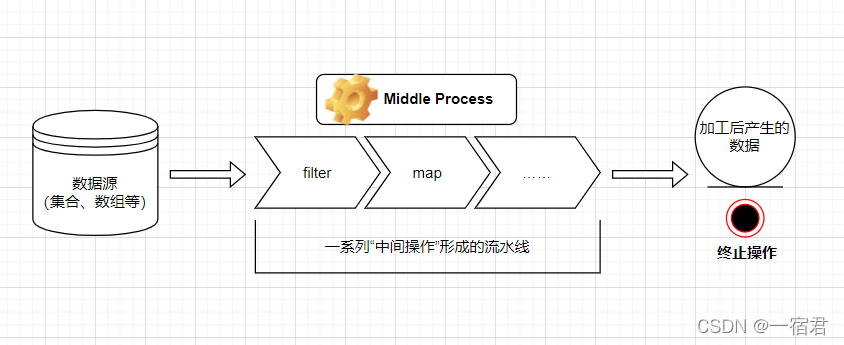 Middle Process
数据源
(集合、数组等)
filter
map
……
加工后产生的
数据
一系列“中间操作”形成的流水线
终止操作
CSDN @一宿君